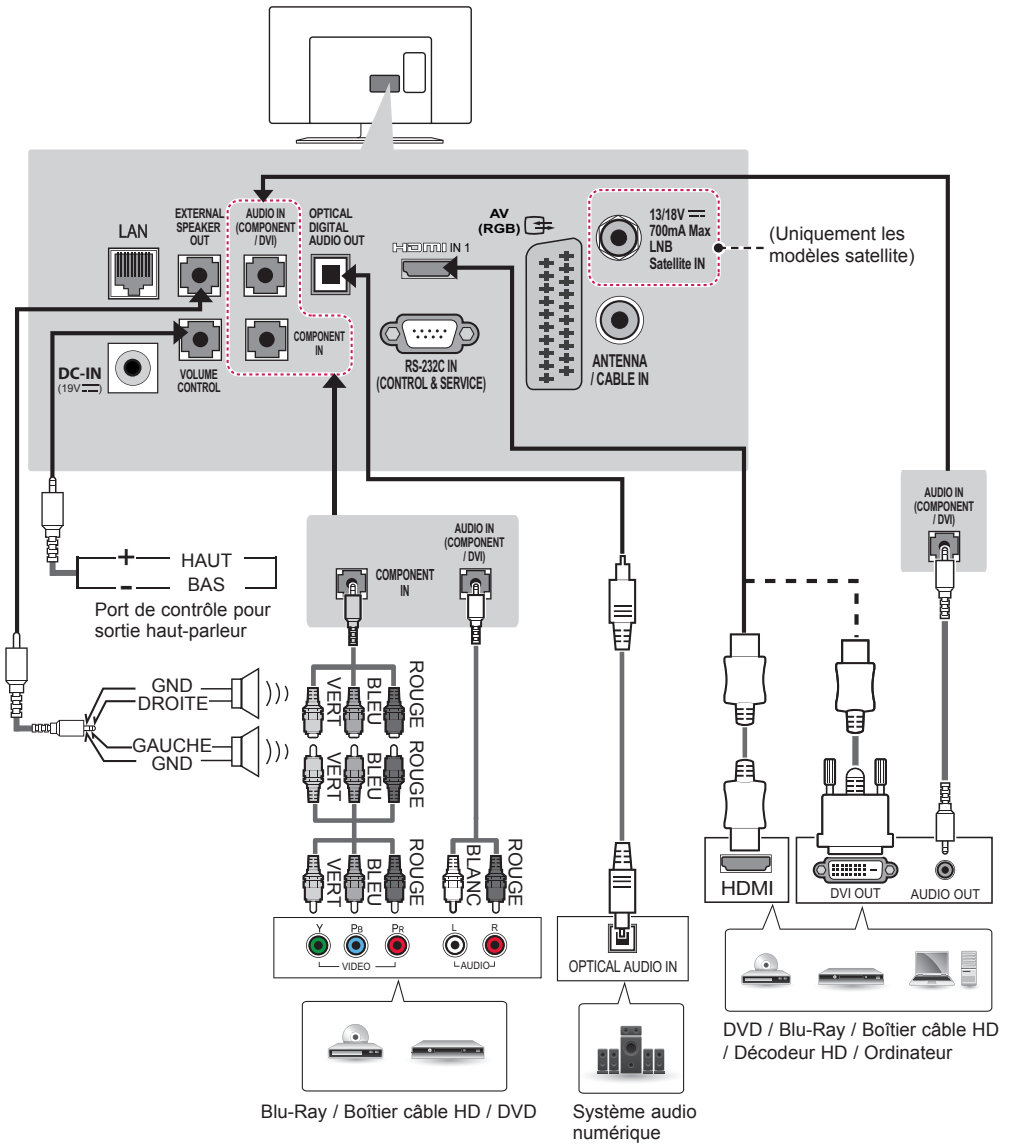 LAN
EXTERNAL
SPEAKER
OUT
AUDIO IN
(COMPONENT
/ DVI)
OPTICAL
DIGITAL
AUDIO OUT
HDMI IN 1
AV
(RGB)
13/18V
700mA Max
LNB
Satellite IN
(Uniquement les
modèles satellite)
DC-IN
(19V)
VOLUME
CONTROL
COMPONENT
IN
RS-232C IN
(CONTROL & SERVICE)
ANTENNA
/ CABLE IN
AUDIO IN
(COMPONENT
/ DVI)
+ HAUT
- BAS
Port de contrôle pour
sortie haut-parleur
COMPONENT
IN
AUDIO IN
(COMPONENT
/ DVI)
GND
DROITE
GAUCHE
GND
VERT
BLEU
ROUGE
VERT
BLEU
ROUGE
VERT
BLEU
ROUGE
BLANC
ROUGE
Y
PB
PR
VIDEO
L
R
AUDIO
OPTICAL AUDIO IN
HDMI
DVI OUT
AUDIO OUT
Blu-Ray / Boîtier câble HD / DVD
Système audio
numérique
DVD / Blu-Ray / Boîtier câble HD
/ Décodeur HD / Ordinateur